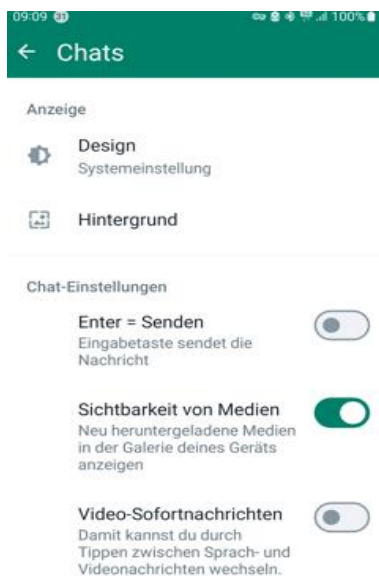 09:09 31 100%
← Chats
Anzeige
Design
Systemeinstellung
Hintergrund
Chat-Einstellungen
Enter = Senden
Eingabetaste sendet die
Nachricht
Sichtbarkeit von Medien
Neu heruntergeladene Medien
in der Galerie deines Geräts
anzeigen
Video-Sofortnachrichten
Damit kannst du durch
Tippen zwischen Sprach- und
Videonachrichten wechseln.